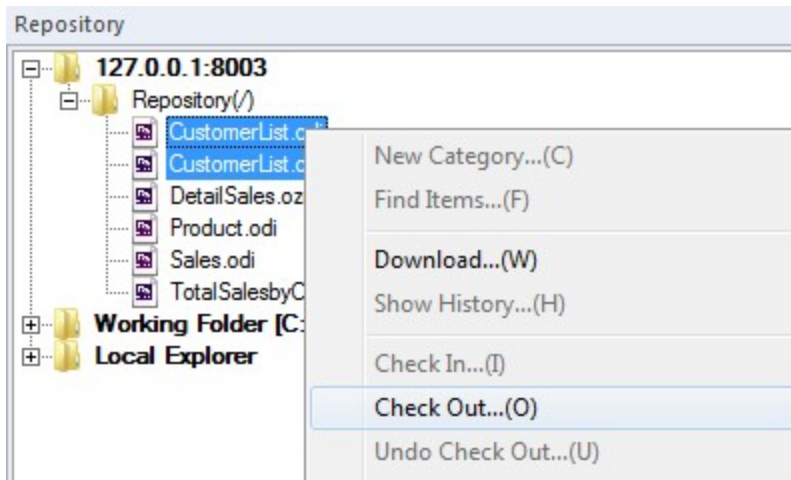 Repository
127.0.0.1:8003
Repository(/)
CustomerList.odi
CustomerList.o
DetailSales.oz
Product.odi
Sales.odi
TotalSalesbyC
Working Folder [C:
Local Explorer
New Category...(C)
Find Items...(F)
Download...(W)
Show History...(H)
Check In...(I)
Check Out...(O)
Undo Check Out...(U)